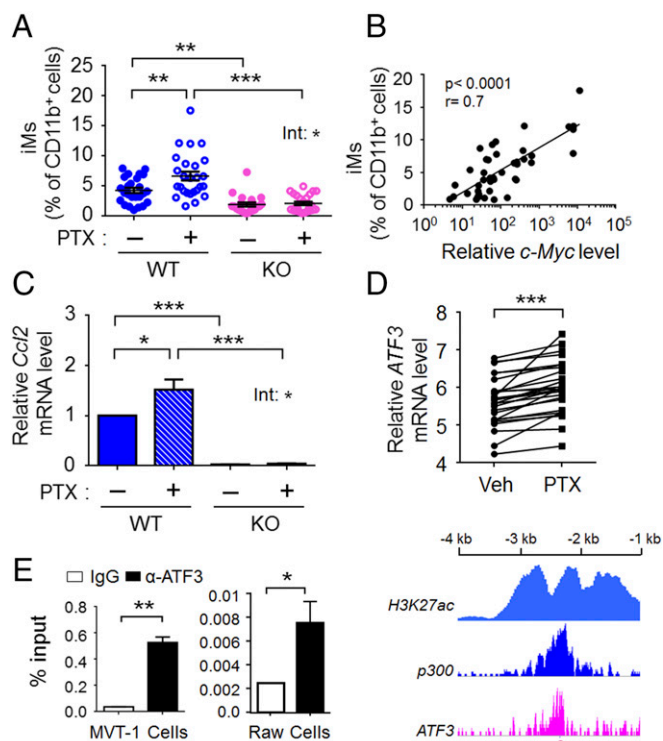 A
iMs
(% of CD11b⁺ cells)
25
20
15
10
5
0
**
**
***
Int: *
PTX : – + – +
WT KO
B
iMs
(% of CD11b⁺ cells)
25
20
15
10
5
0
p< 0.0001
r= 0.7
10⁰ 10¹ 10² 10³ 10⁴ 10⁵
Relative c-Myc level
C
Relative Ccl2
mRNA level
3
2
1
0
***
*
***
Int: *
PTX : – + – +
WT KO
D
Relative ATF3
mRNA level
8
7
6
5
4
***
Veh PTX
E
IgG α-ATF3
% input
0.8
0.6
0.4
0.2
0.0
**
MVT-1 Cells
0.010
0.008
0.006
0.004
0.002
0.000
*
Raw Cells
-4 kb -3 kb -2 kb -1 kb
H3K27ac
p300
ATF3